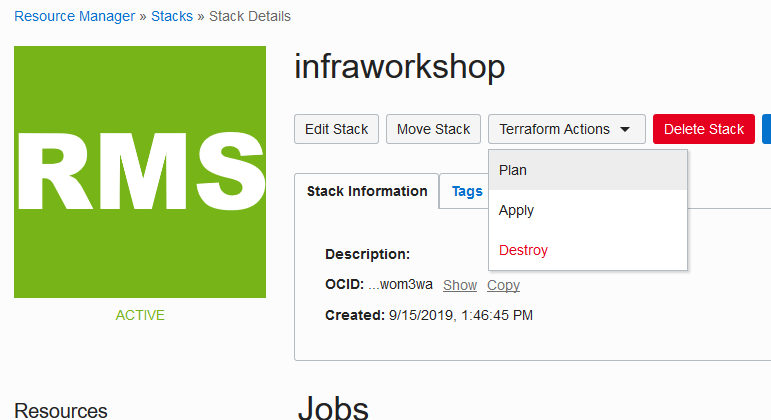 Resource Manager » Stacks » Stack Details
RMS
ACTIVE
infraworkshop
Edit Stack Move Stack Terraform Actions Delete Stack
Plan
Apply
Destroy
Stack Information Tags
Description:
OCID: ...wom3wa Show Copy
Created: 9/15/2019, 1:46:45 PM
Resources
Jobs